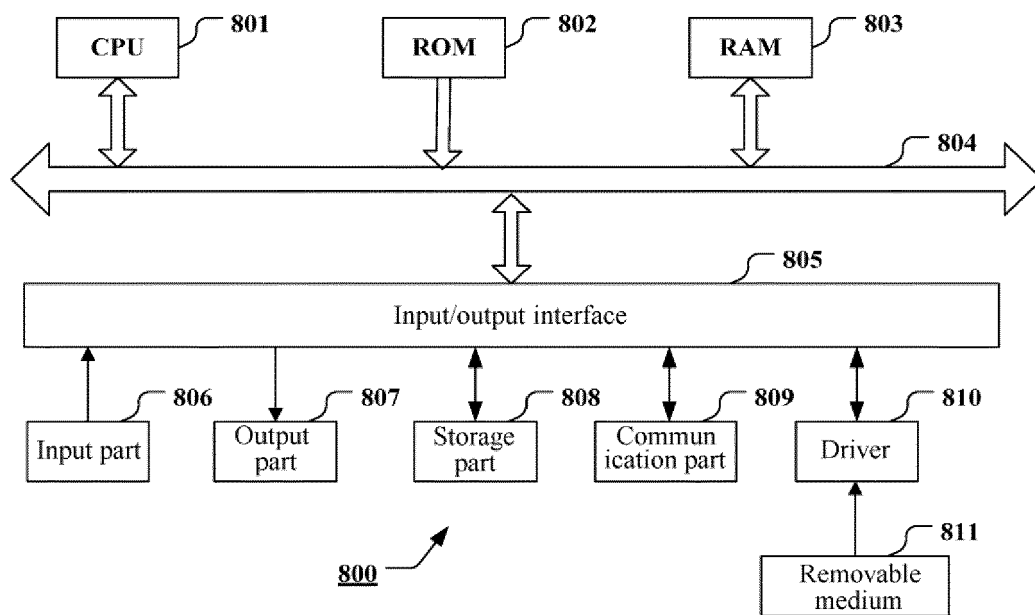 CPU 801
ROM 802
RAM 803
804
805
Input/output interface
806
807
808
809
810
Input part
Output
part
Storage
part
Commun
ication part
Driver
811
800
Removable
medium